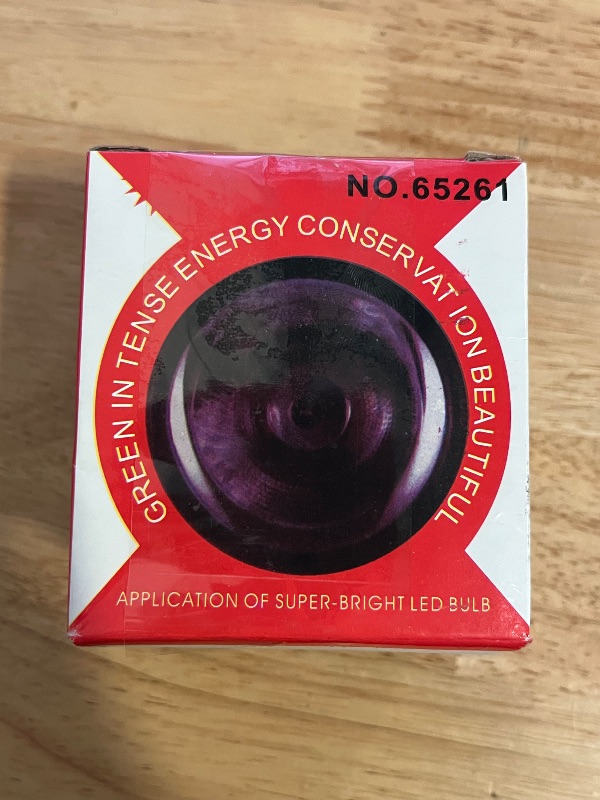 NO.65261
GREEN IN TENSE ENERGY CONSERVAT ION BEAUTIFUL
APPLICATION OF SUPER-BRIGHT LED BULB